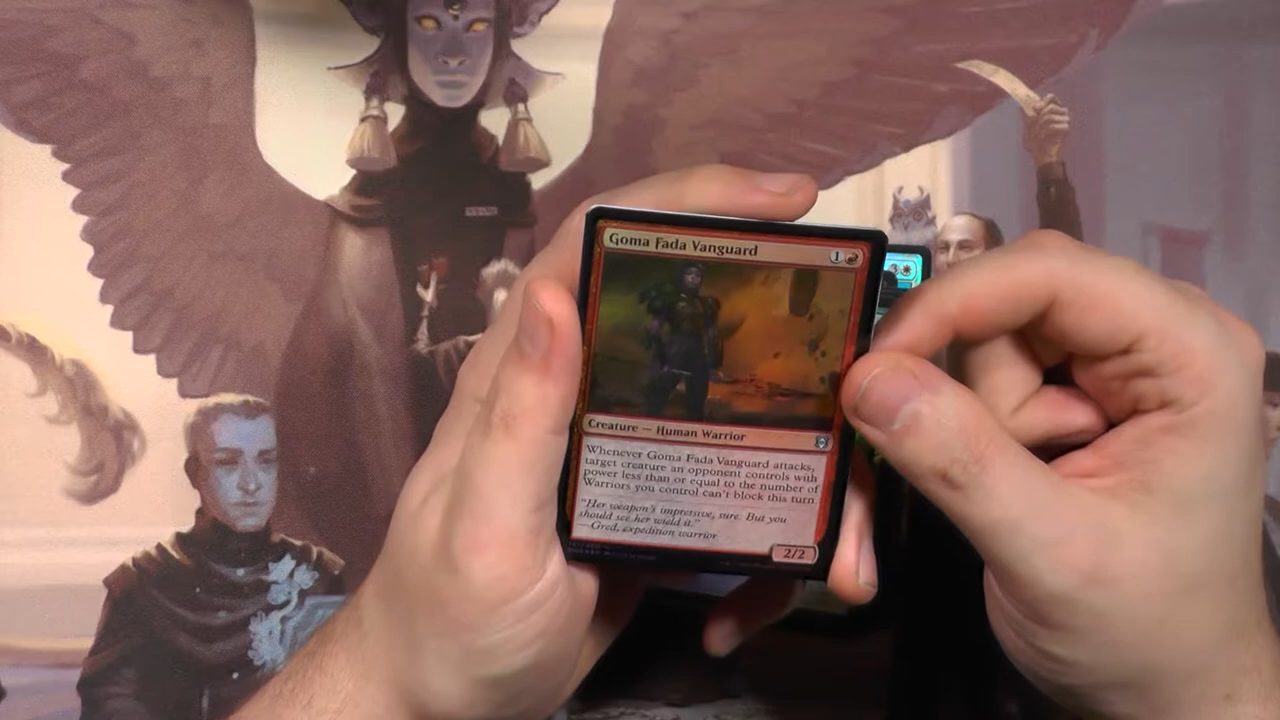 Goma Fada Vanguard 1
Creature — Human Warrior
Whenever Goma Fada Vanguard attacks,
target creature an opponent controls with
power less than or equal to the number of
Warriors you control can't block this turn.
"Her weapon's impressive, sure. But you
should see her wield it."
—Gred, expedition warrior
2/2